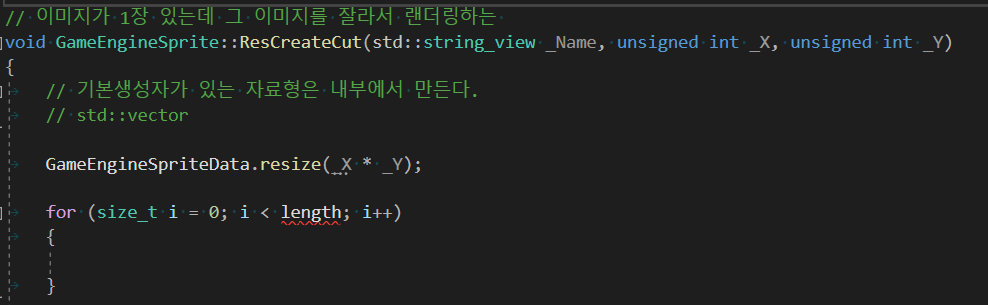 // 이미지가 1장 있는데 그 이미지를 잘라서 랜더링하는
void GameEngineSprite::ResCreateCut(std::string_view _Name, unsigned int _X, unsigned int _Y)
{
// 기본생성자가 있는 자료형은 내부에서 만든다.
// std::vector
GameEngineSpriteData.resize(_X * _Y);
for (size_t i = 0; i < length; i++)
{
}